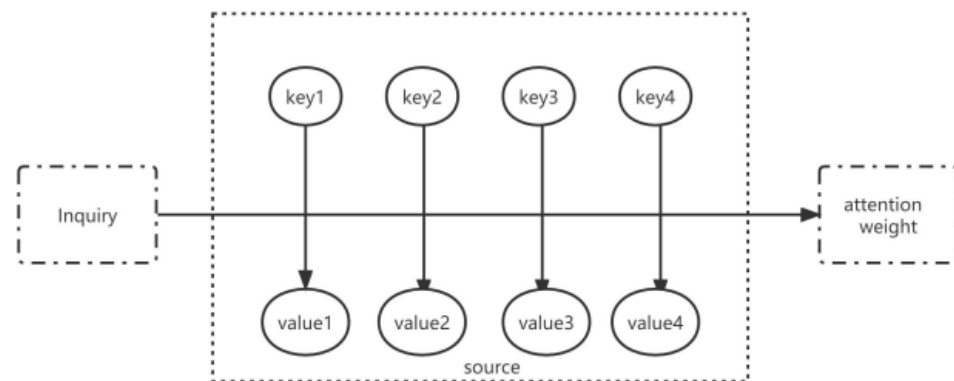 key1 key2 key3 key4
Inquiry
attention
weight
value1 value2 value3 value4
source